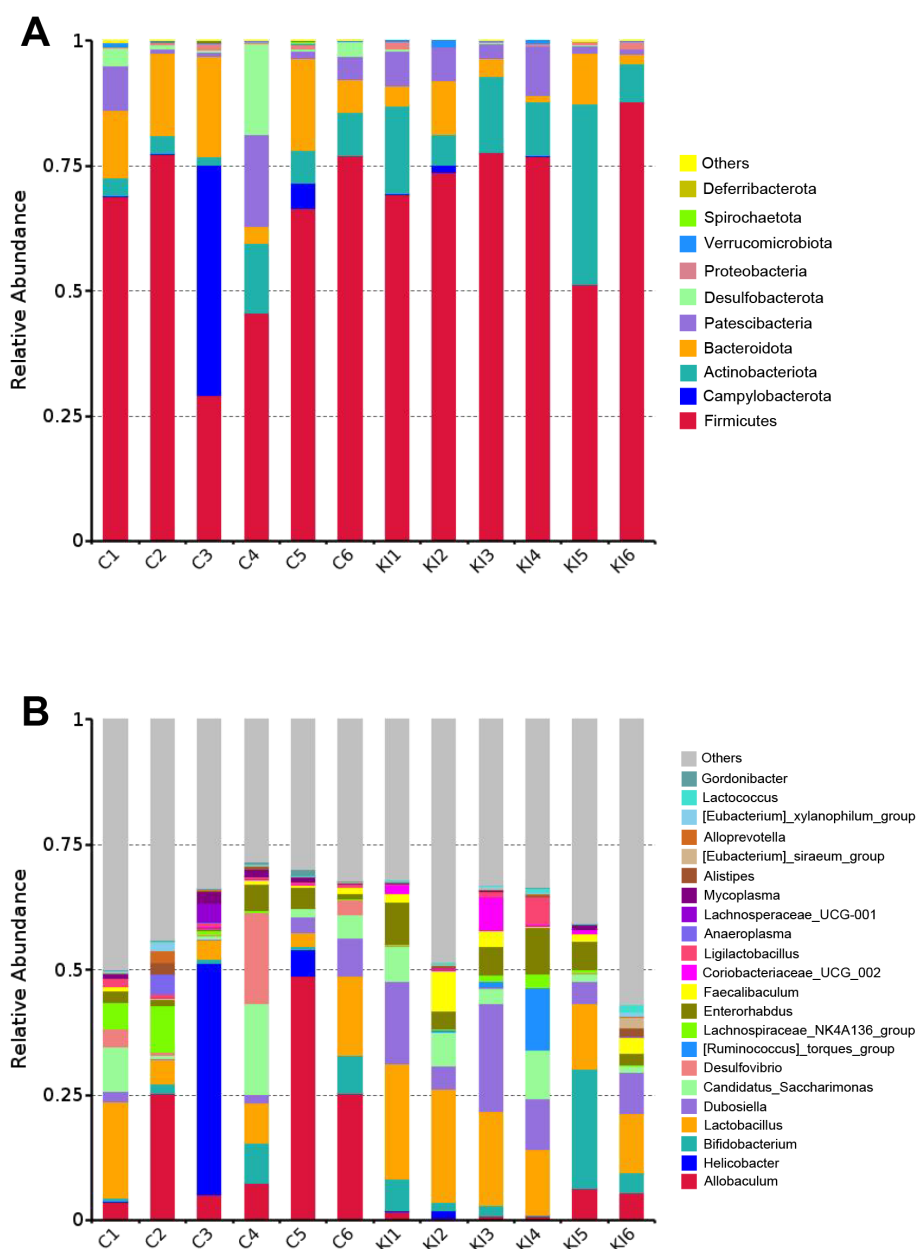 A
1
0.75
0.5
0.25
0
Relative Abundance
C1 C2 C3 C4 C5 C6 KI1 KI2 KI3 KI4 KI5 KI6
Others
Deferribacterota
Spirochaetota
Verrucomicrobiota
Proteobacteria
Desulfobacterota
Patescibacteria
Bacteroidota
Actinobacteriota
Campylobacterota
Firmicutes
B
1
0.75
0.5
0.25
0
Relative Abundance
C1 C2 C3 C4 C5 C6 KI1 KI2 KI3 KI4 KI5 KI6
Others
Gordonibacter
Lactococcus
[Eubacterium]_xylanophilum_group
Alloprevotella
[Eubacterium]_siraeum_group
Alistipes
Mycoplasma
Lachnosperaceae_UCG-001
Anaeroplasma
Ligilactobacillus
Coriobacteriaceae_UCG_002
Faecalibaculum
Enterorhabdus
Lachnospiraceae_NK4A136_group
[Ruminococcus]_torques_group
Desulfovibrio
Candidatus_Saccharimonas
Dubosiella
Lactobacillus
Bifidobacterium
Helicobacter
Allobaculum